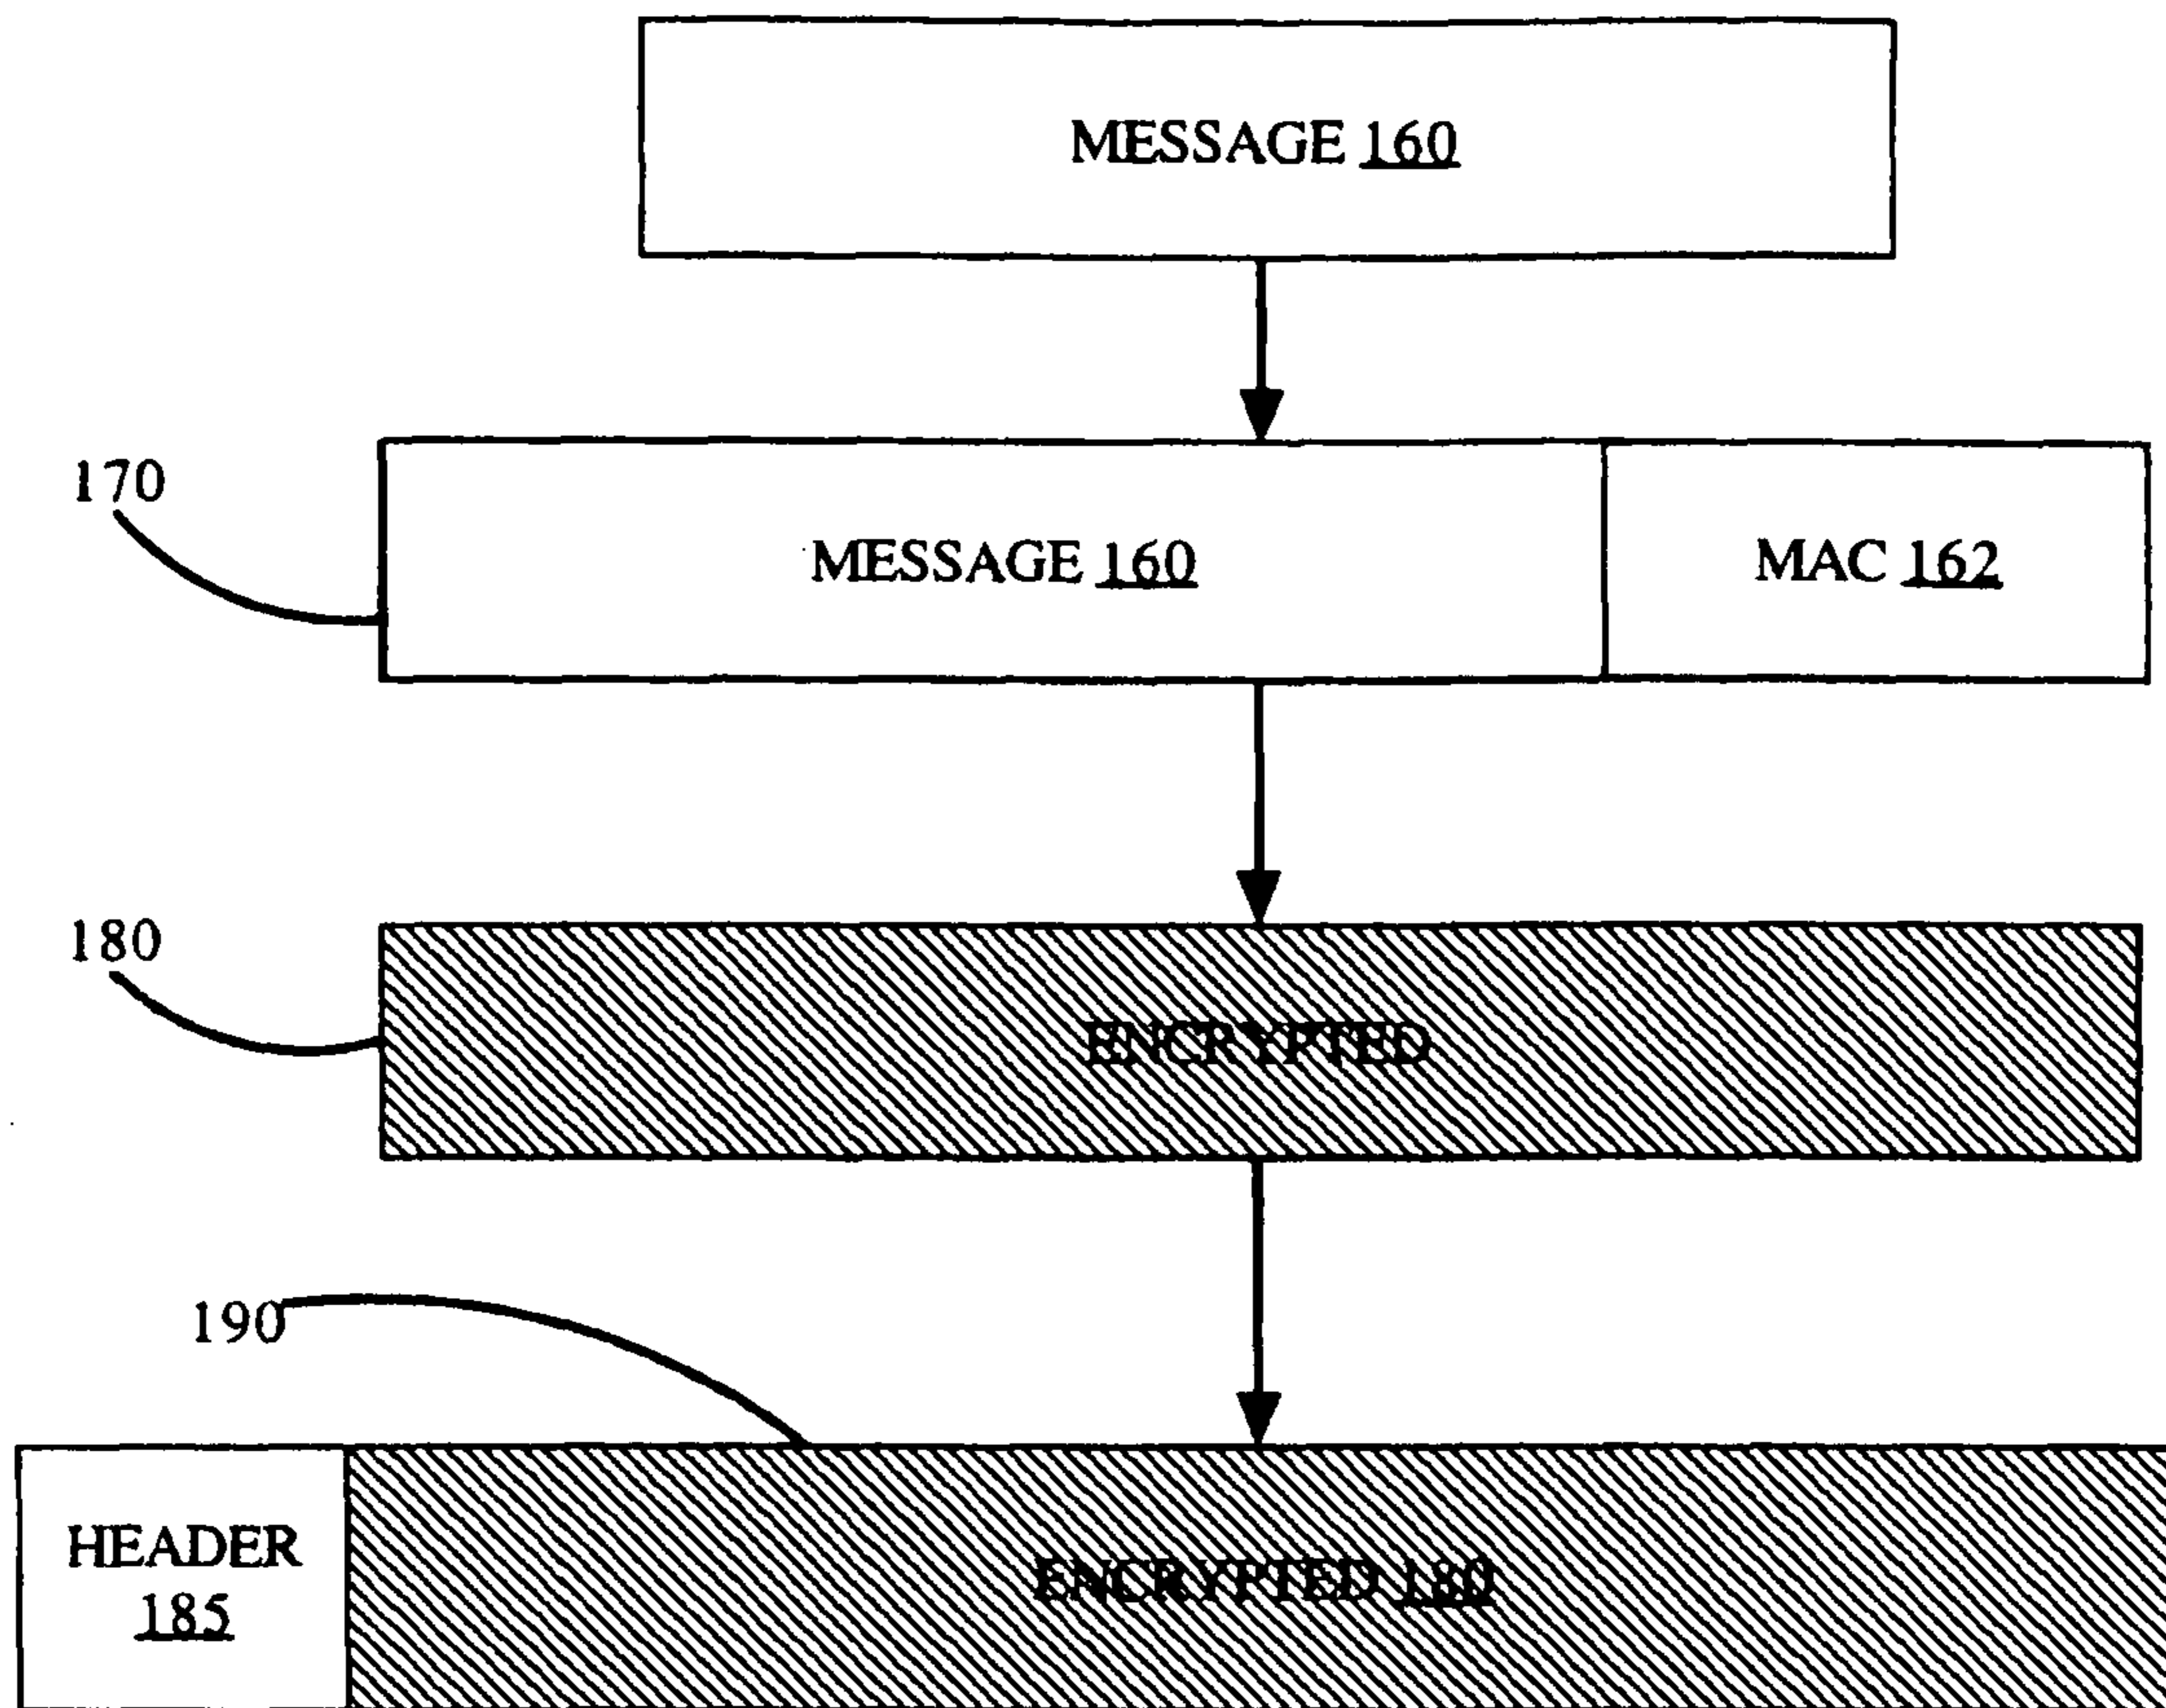 MESSAGE 160
170
MESSAGE 160 MAC 162
180
ENCRYPTED
190
HEADER
185
ENCRYPTED 180